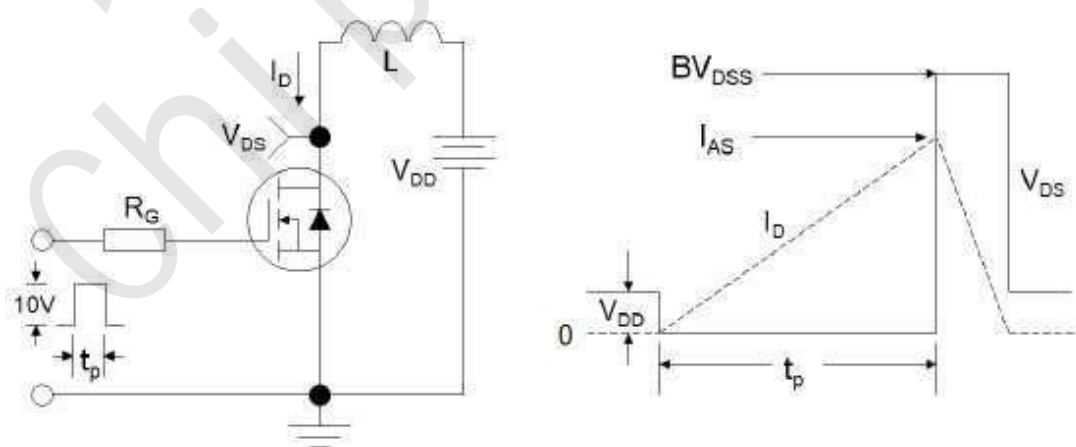 L
I_D
V_DS
V_DD
R_G
10V
t_p
BV_DSS
I_AS
V_DS
I_D
V_DD
0
t_p